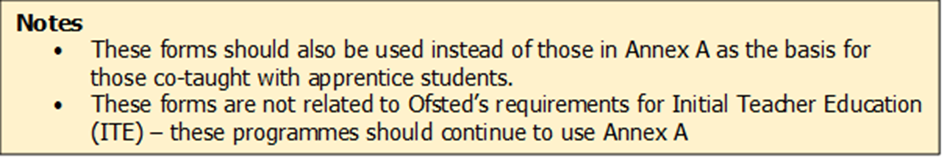 Notes
• These forms should also be used instead of those in Annex A as the basis for
those co-taught with apprentice students.
• These forms are not related to Ofsted's requirements for Initial Teacher Education
(ITE) – these programmes should continue to use Annex A